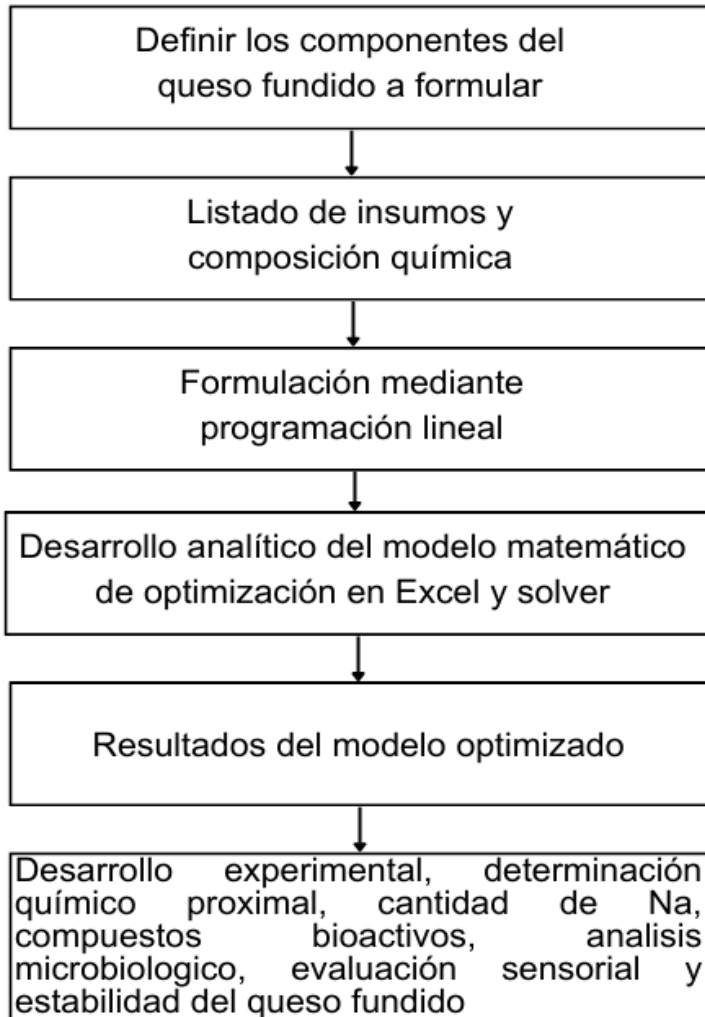 Definir los componentes del
queso fundido a formular
Listado de insumos y
composición química
Formulación mediante
programación lineal
Desarrollo analítico del modelo matemático
de optimización en Excel y solver
Resultados del modelo optimizado
Desarrollo experimental, determinación
químico proximal, cantidad de Na,
compuestos bioactivos, analisis
microbiologico, evaluación sensorial y
estabilidad del queso fundido